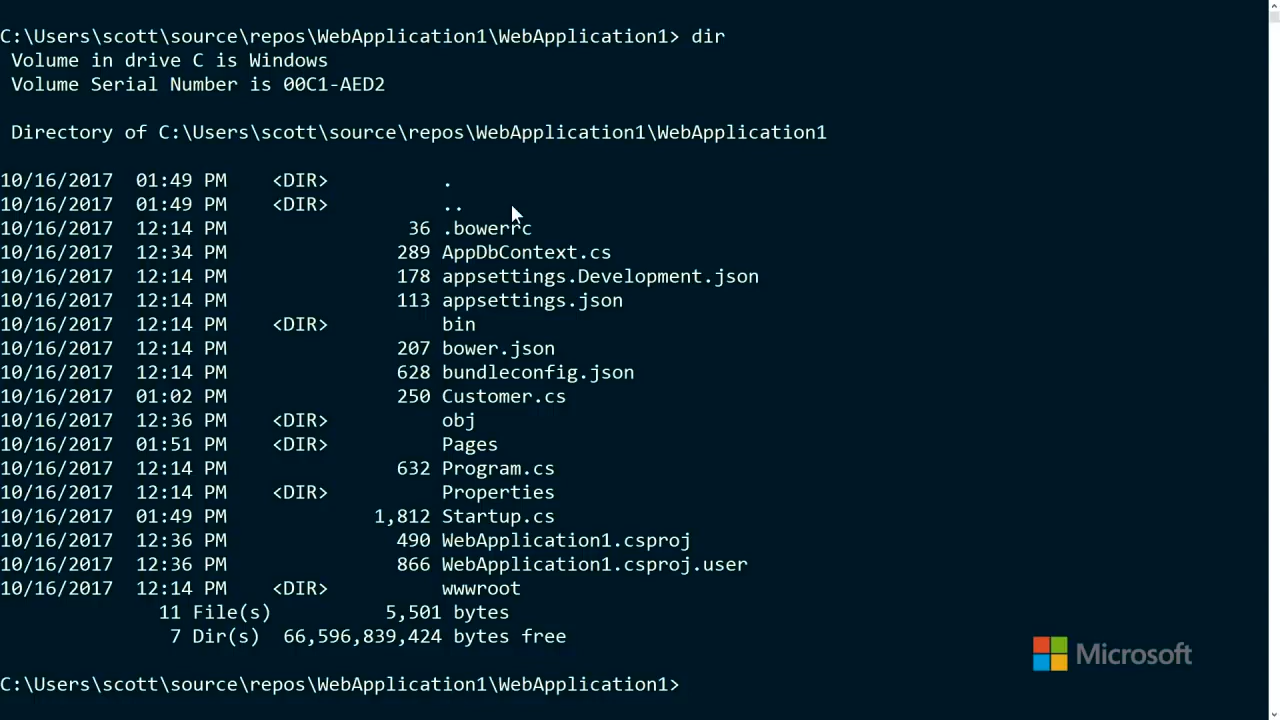 C:\Users\scott\source\repos\WebApplication1\WebApplication1> dir
Volume in drive C is Windows
Volume Serial Number is 00C1-AED2
Directory of C:\Users\scott\source\repos\WebApplication1\WebApplication1
10/16/2017  01:49 PM    <DIR>          .
10/16/2017  01:49 PM    <DIR>          ..
10/16/2017  12:14 PM                36 .bowerrc
10/16/2017  12:34 PM               289 AppDbContext.cs
10/16/2017  12:14 PM               178 appsettings.Development.json
10/16/2017  12:14 PM               113 appsettings.json
10/16/2017  12:14 PM    <DIR>          bin
10/16/2017  12:14 PM               207 bower.json
10/16/2017  12:14 PM               628 bundleconfig.json
10/16/2017  01:02 PM               250 Customer.cs
10/16/2017  12:36 PM    <DIR>          obj
10/16/2017  01:51 PM    <DIR>          Pages
10/16/2017  12:14 PM               632 Program.cs
10/16/2017  12:14 PM    <DIR>          Properties
10/16/2017  01:49 PM             1,812 Startup.cs
10/16/2017  12:36 PM               490 WebApplication1.csproj
10/16/2017  12:36 PM               866 WebApplication1.csproj.user
10/16/2017  12:14 PM    <DIR>          wwwroot
11 File(s)          5,501 bytes
7 Dir(s)  66,596,839,424 bytes free
Microsoft
C:\Users\scott\source\repos\WebApplication1\WebApplication1>